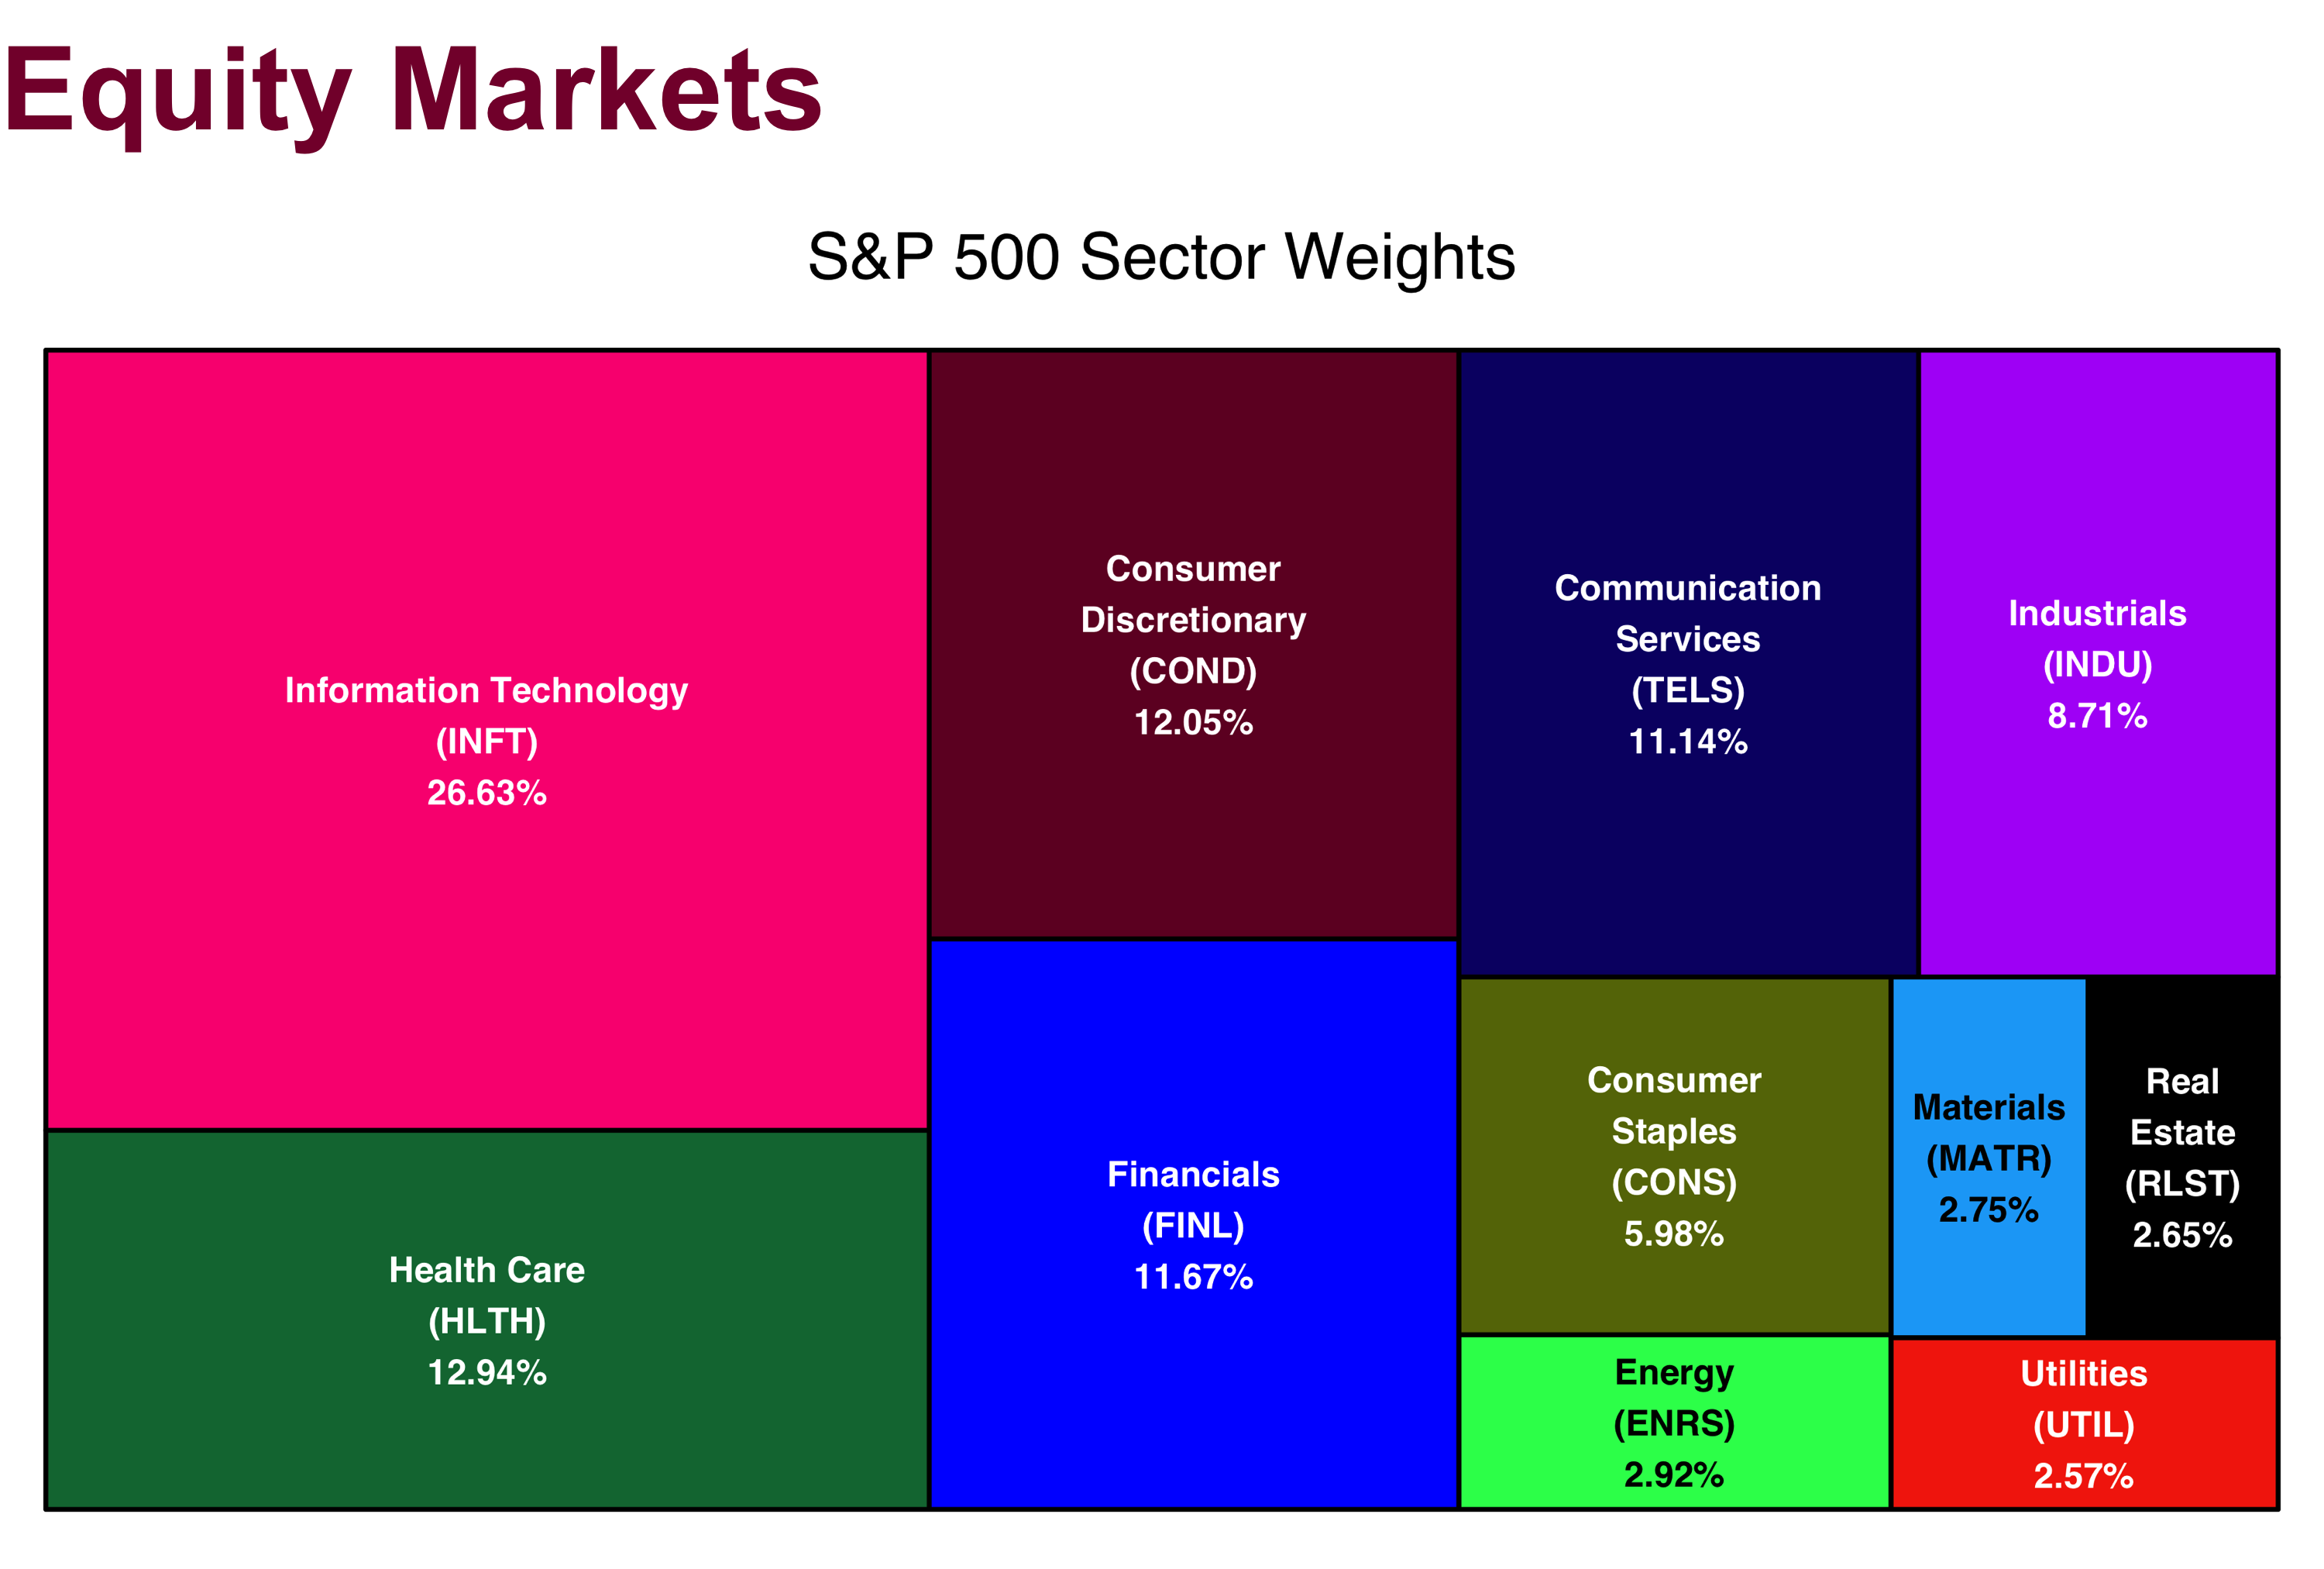 Equity Markets
S&P 500 Sector Weights
Information Technology
(INFT)
26.63%
Health Care
(HLTH)
12.94%
Consumer
Discretionary
(COND)
12.05%
Financials
(FINL)
11.67%
Communication
Services
(TELS)
11.14%
Industrials
(INDU)
8.71%
Consumer
Staples
(CONS)
5.98%
Materials
(MATR)
2.75%
Real
Estate
(RLST)
2.65%
Energy
(ENRS)
2.92%
Utilities
(UTIL)
2.57%